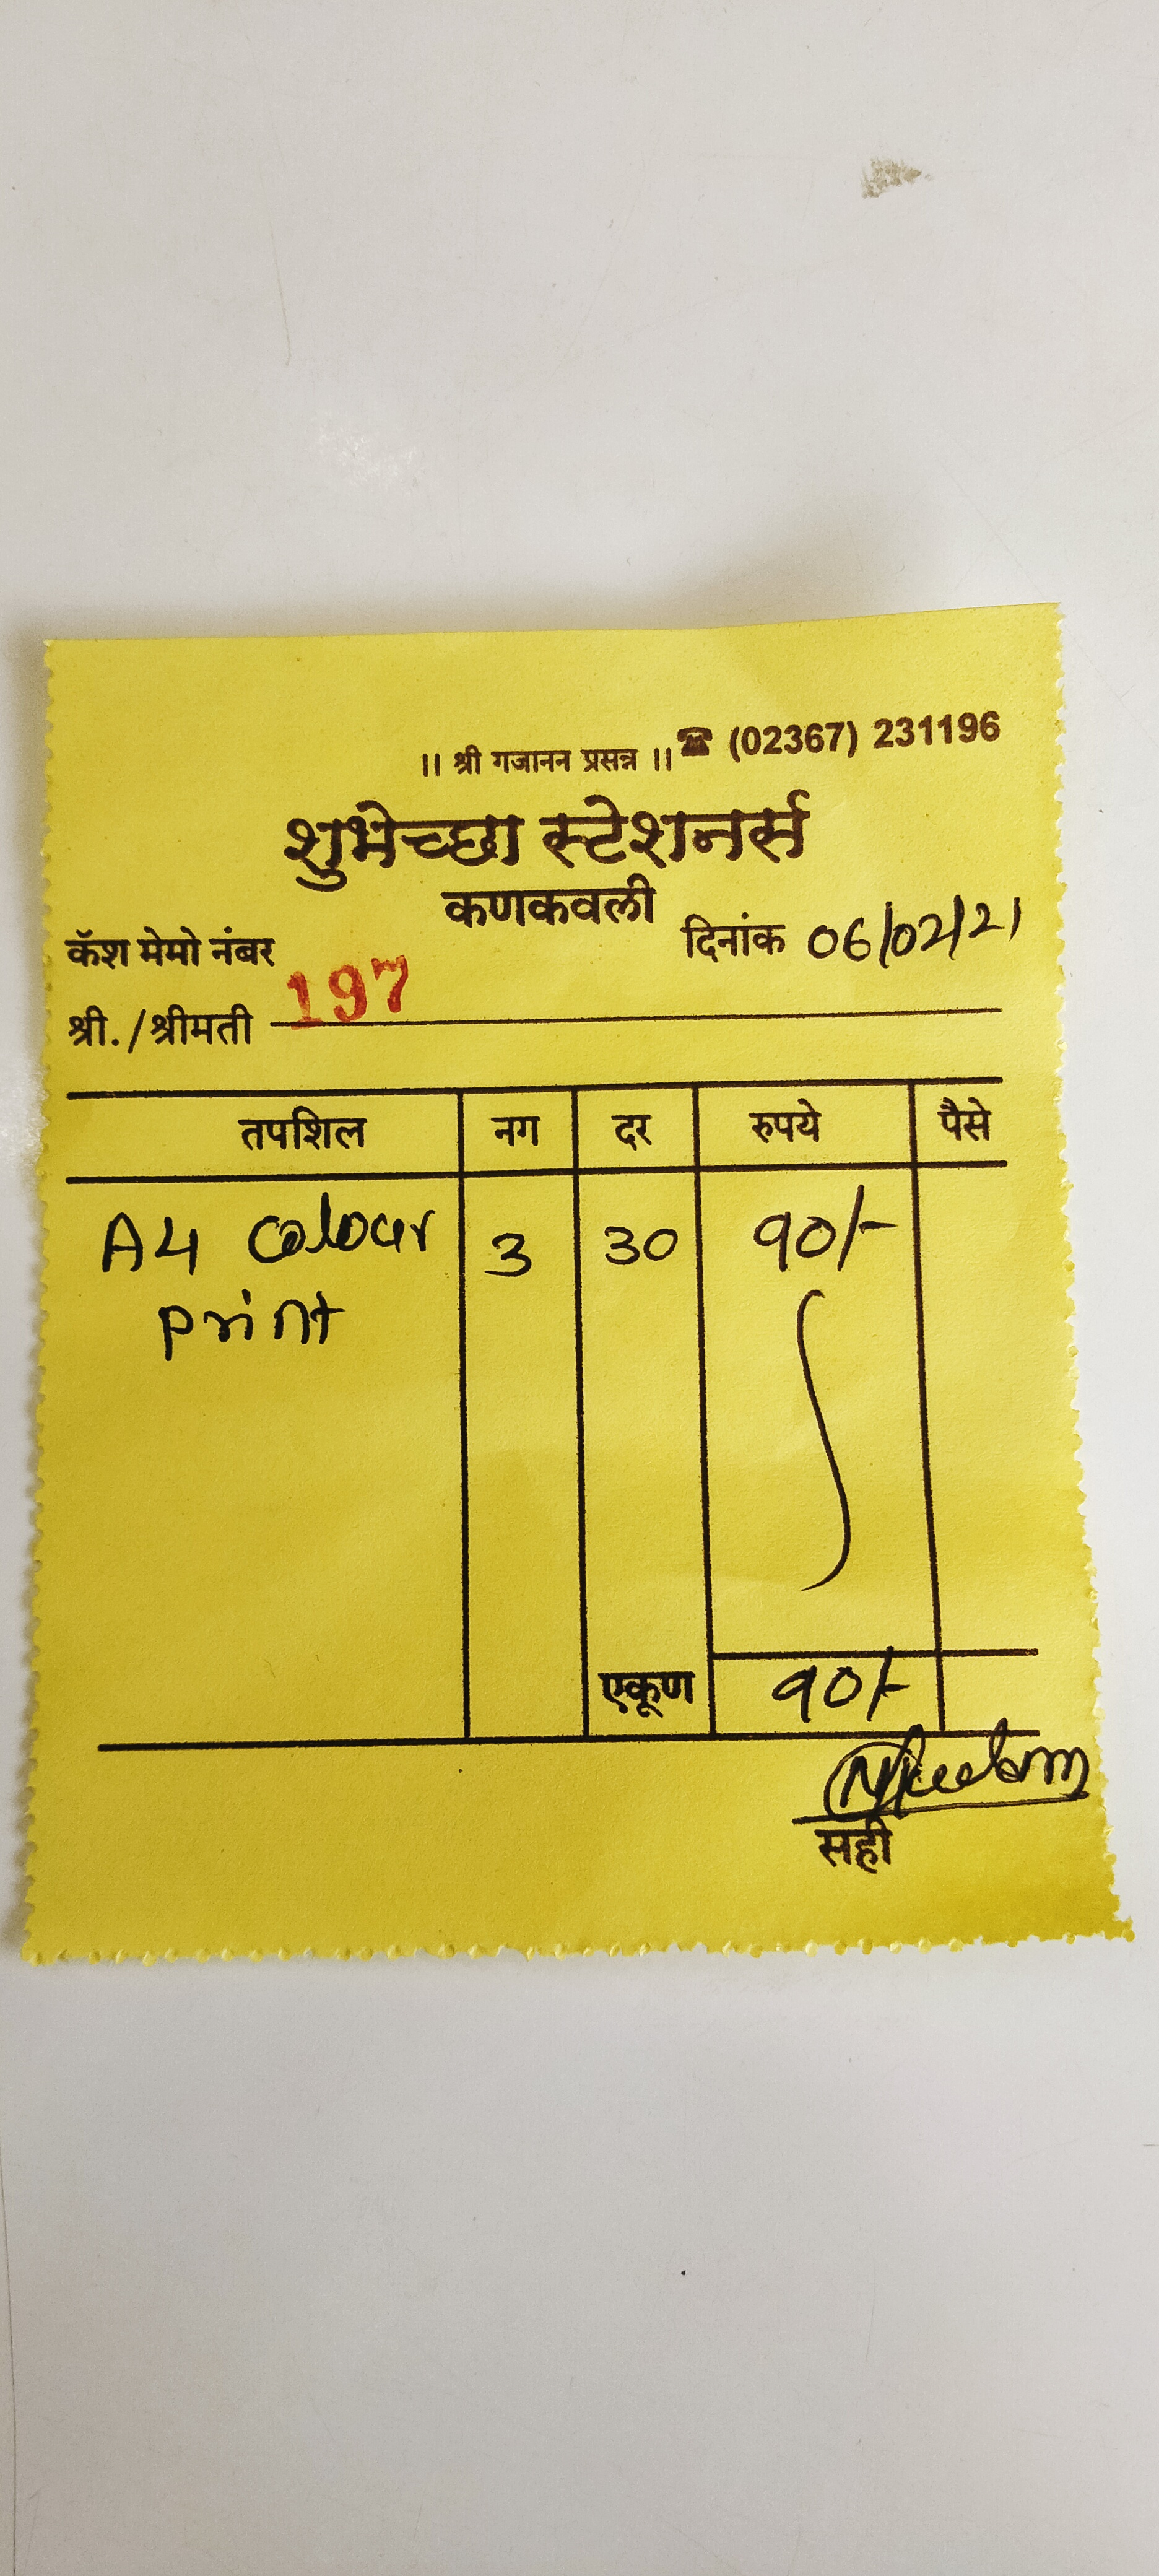 ।। श्री गजानन प्रसन्न ।। ☎ (02367) 231196
शुभेच्छा स्टेशनर्स
कणकवली
कॅश मेमो नंबर 197 दिनांक 06/02/21
श्री./श्रीमती
तपशिल नग दर रुपये पैसे
A4 colour 3 30 90/-
print
एकूण 90/-
सही